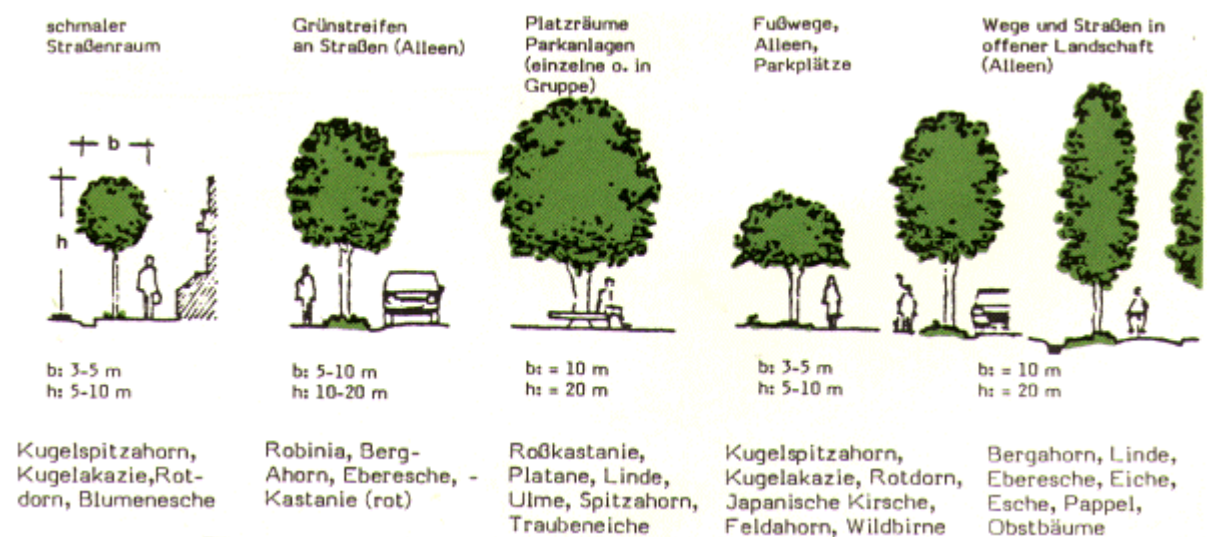 schmaler
Straßenraum
Grünstreifen
an Straßen (Alleen)
Platzräume
Parkanlagen
(einzelne o. in
Gruppe)
Fußwege,
Alleen,
Parkplätze
Wege und Straßen in
offener Landschaft
(Alleen)
b
h
b: 3-5 m
h: 5-10 m
b: 5-10 m
h: 10-20 m
b: = 10 m
h: = 20 m
b: 3-5 m
h: 5-10 m
b: = 10 m
h: = 20 m
Kugelspitzahorn,
Kugelakazie,Rot-
dorn, Blumenesche
Robinia, Berg-
Ahorn, Eberesche, -
Kastanie (rot)
Roßkastanie,
Platane, Linde,
Ulme, Spitzahorn,
Traubeneiche
Kugelspitzahorn,
Kugelakazie, Rotdorn,
Japanische Kirsche,
Feldahorn, Wildbirne
Bergahorn, Linde,
Eberesche, Eiche,
Esche, Pappel,
Obstbäume